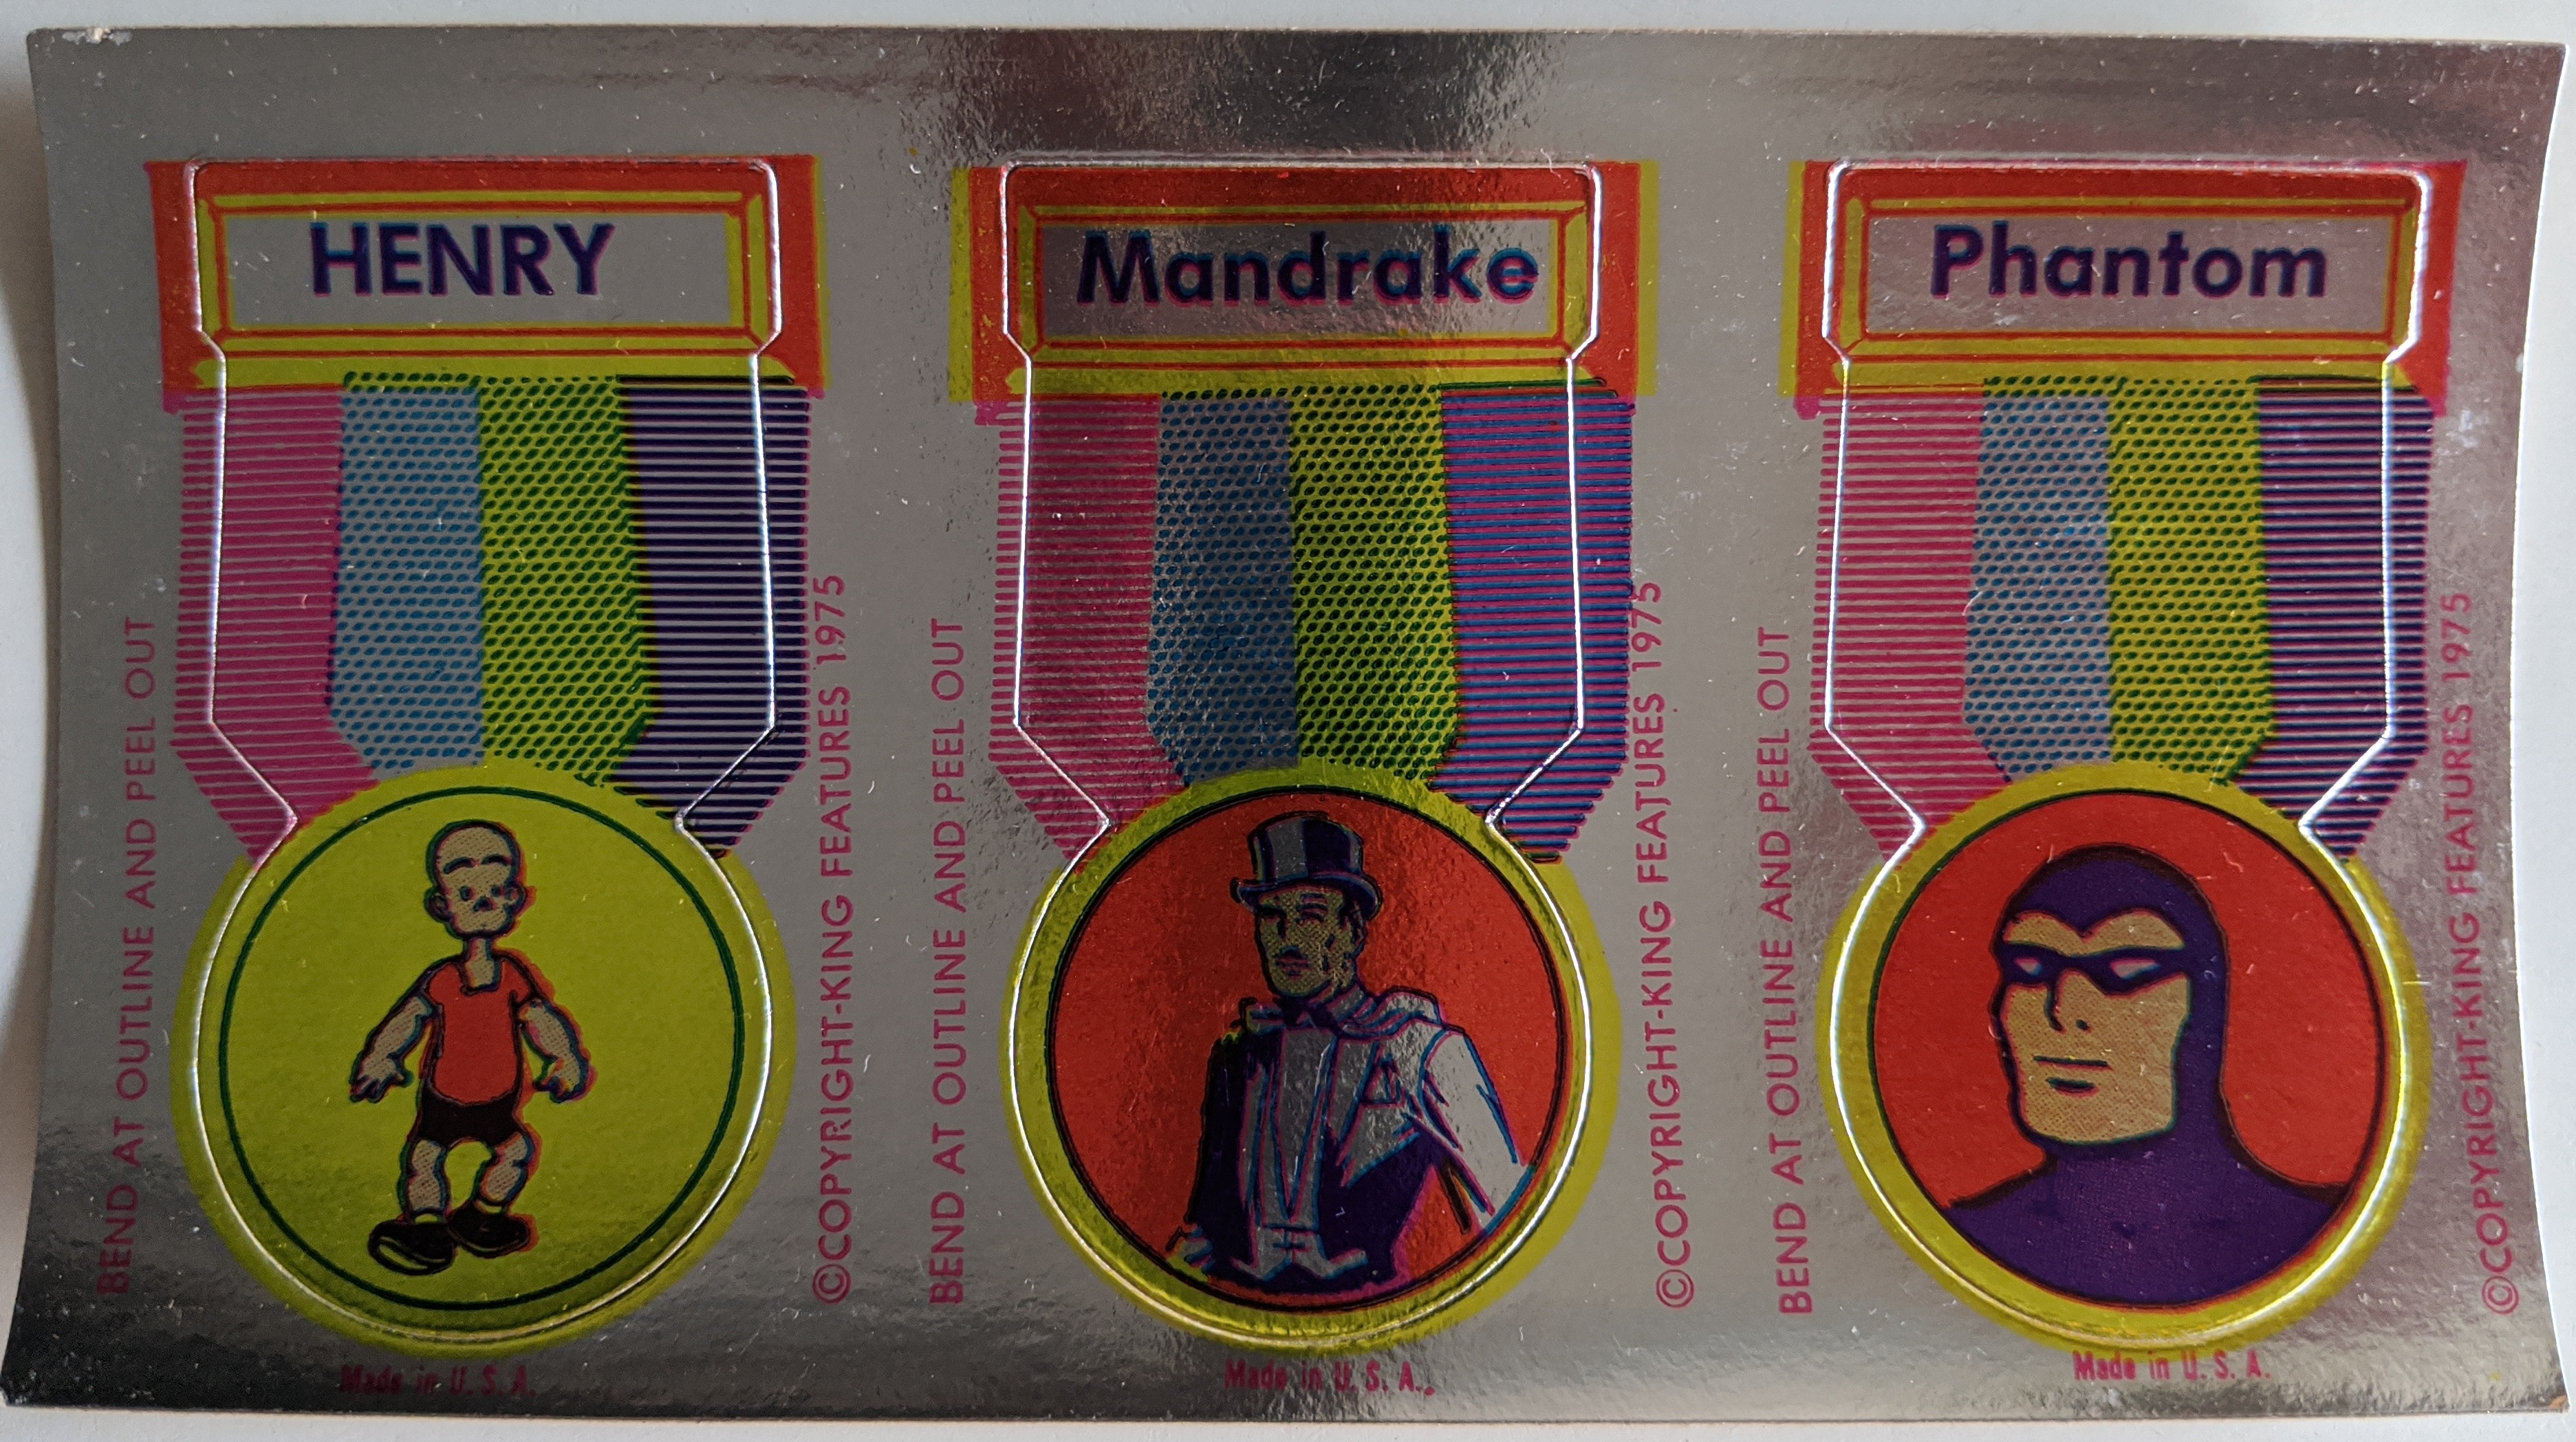 HENRY
BEND AT OUTLINE AND PEEL OUT
©COPYRIGHT-KING FEATURES 1975
Made in U. S. A.
Mandrake
BEND AT OUTLINE AND PEEL OUT
©COPYRIGHT-KING FEATURES 1975
Made in U. S. A.
Phantom
BEND AT OUTLINE AND PEEL OUT
©COPYRIGHT-KING FEATURES 1975
Made in U. S. A.